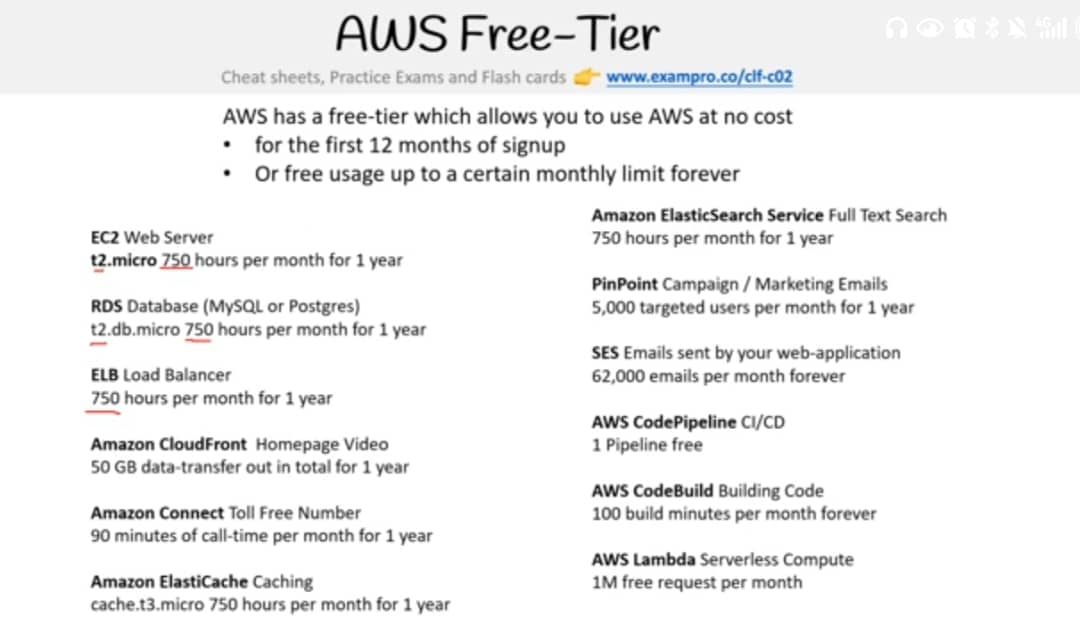 AWS Free-Tier
Cheat sheets, Practice Exams and Flash cards 👉 www.exampro.co/clf-c02
AWS has a free-tier which allows you to use AWS at no cost
• for the first 12 months of signup
• Or free usage up to a certain monthly limit forever
EC2 Web Server
t2.micro 750 hours per month for 1 year
RDS Database (MySQL or Postgres)
t2.db.micro 750 hours per month for 1 year
ELB Load Balancer
750 hours per month for 1 year
Amazon CloudFront Homepage Video
50 GB data-transfer out in total for 1 year
Amazon Connect Toll Free Number
90 minutes of call-time per month for 1 year
Amazon ElastiCache Caching
cache.t3.micro 750 hours per month for 1 year
Amazon ElasticSearch Service Full Text Search
750 hours per month for 1 year
PinPoint Campaign / Marketing Emails
5,000 targeted users per month for 1 year
SES Emails sent by your web-application
62,000 emails per month forever
AWS CodePipeline CI/CD
1 Pipeline free
AWS CodeBuild Building Code
100 build minutes per month forever
AWS Lambda Serverless Compute
1M free request per month